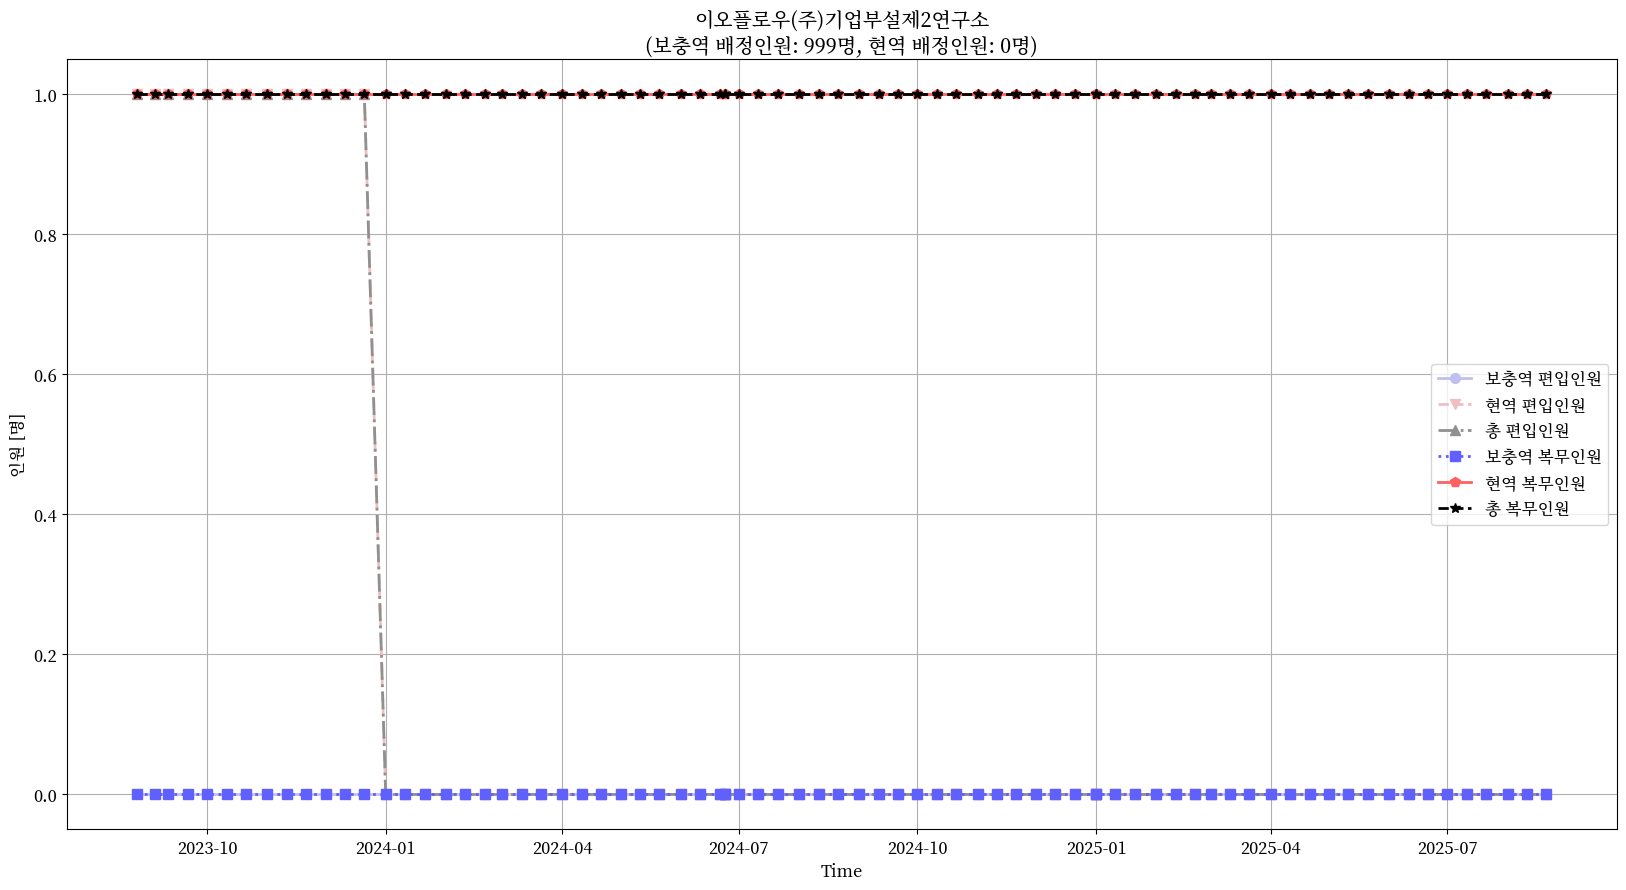 이오플로우(주)기업부설제2연구소
(보충역 배정인원: 999명, 현역 배정인원: 0명)
인원 [명]
1.0
0.8
0.6
0.4
0.2
0.0
보충역 편입인원
현역 편입인원
총 편입인원
보충역 복무인원
현역 복무인원
총 복무인원
2023-10
2024-01
2024-04
2024-07
2024-10
2025-01
2025-04
2025-07
Time